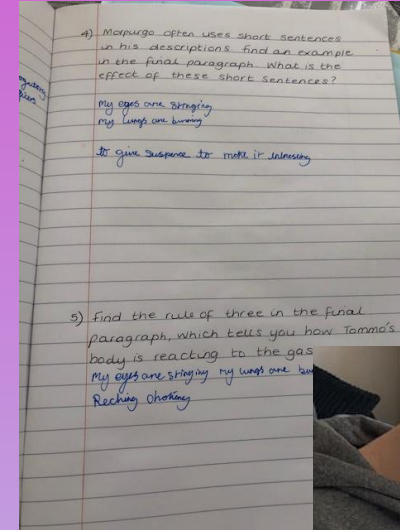 4) Morpurgo often uses short sentences
in his descriptions find an example
in the final paragraph. What is the
effect of these short sentences?
My eyes are stinging
my lungs are burning
to give suspense to make it
5) find the rule of three in the final
paragraph, which tells you how Tommo's
body is reacting to the gas
My eyes are stinging my lungs are
Reching